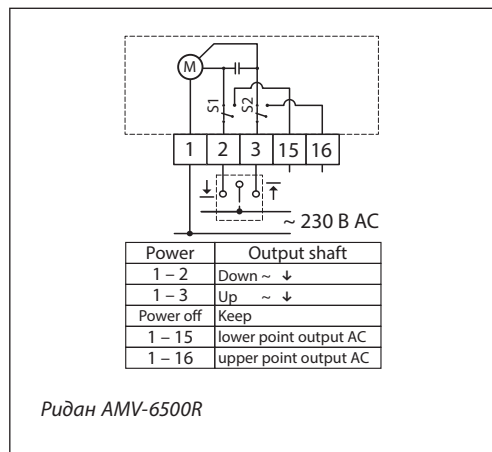 M
S1
S2
1 2 3 15 16
~ 230 В AC
Power Output shaft
1 – 2 Down ~ ↓
1 – 3 Up ~ ↓
Power off Keep
1 – 15 lower point output AC
1 – 16 upper point output AC
Ридан AMV-6500R